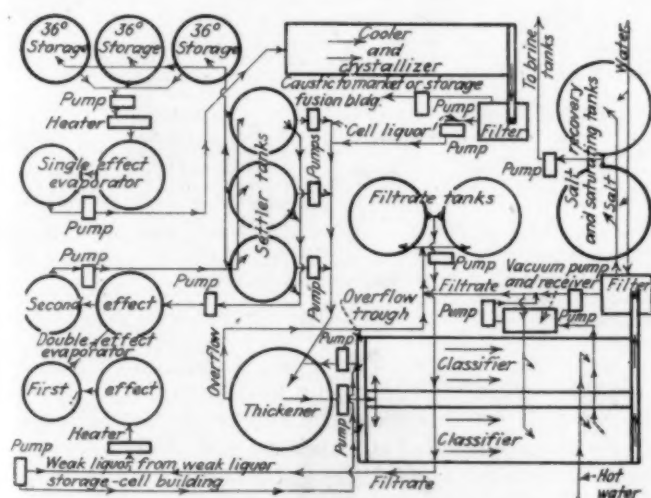 36° Storage
36° Storage
36° Storage
Pump
Heater
Single effect
evaporator
Pump
Pump
Second
effect
Double effect
evaporator
First
effect
Heater
Pump
Weak liquor, from weak liquor
storage-cell building
Pump
Settler tanks
Pumps
Pump
Cooler
and
crystallizer
Caustic to market or storage
fusion bldg.
Pump
Cell liquor
Pump
Filter
To brine
tanks
Water
Pump
Salt recovery
and saturating tanks
Salt
Filtrate tanks
Pump
Vacuum pump
and receiver
Filter
Filtrate
Pump
Pump
Overflow
trough
Overflow
Thickener
Pump
Pump
Classifier
Classifier
Filtrate
Hot
water